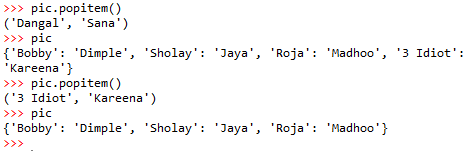 >>> pic.popitem()
('Dangal', 'Sana')
>>> pic
{'Bobby': 'Dimple', 'Sholay': 'Jaya', 'Roja': 'Madhoo', '3 Idiot':
'Kareena'}
>>> pic.popitem()
('3 Idiot', 'Kareena')
>>> pic
{'Bobby': 'Dimple', 'Sholay': 'Jaya', 'Roja': 'Madhoo'}
>>>